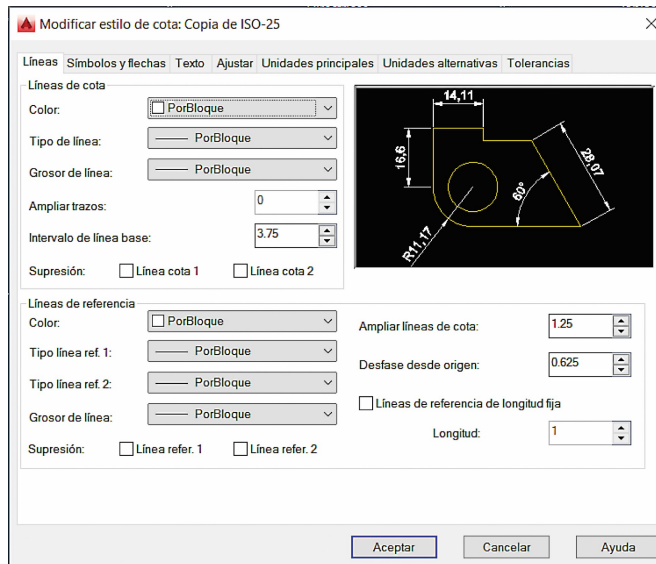 Modificar estilo de cota: Copia de ISO-25
Líneas Símbolos y flechas Texto Ajustar Unidades principales Unidades alternativas Tolerancias
Líneas de cota
Color: PorBloque
Tipo de línea: PorBloque
Grosor de línea: PorBloque
Ampliar trazos: 0
Intervalo de línea base: 3.75
Supresión: Línea cota 1 Línea cota 2
14,11
16,6
28,07
60°
R11,17
Líneas de referencia
Color: PorBloque
Tipo línea ref. 1: PorBloque
Tipo línea ref. 2: PorBloque
Grosor de línea: PorBloque
Supresión: Línea refer. 1 Línea refer. 2
Ampliar líneas de cota: 1.25
Desfase desde origen: 0.625
Líneas de referencia de longitud fija
Longitud: 1
Aceptar Cancelar Ayuda